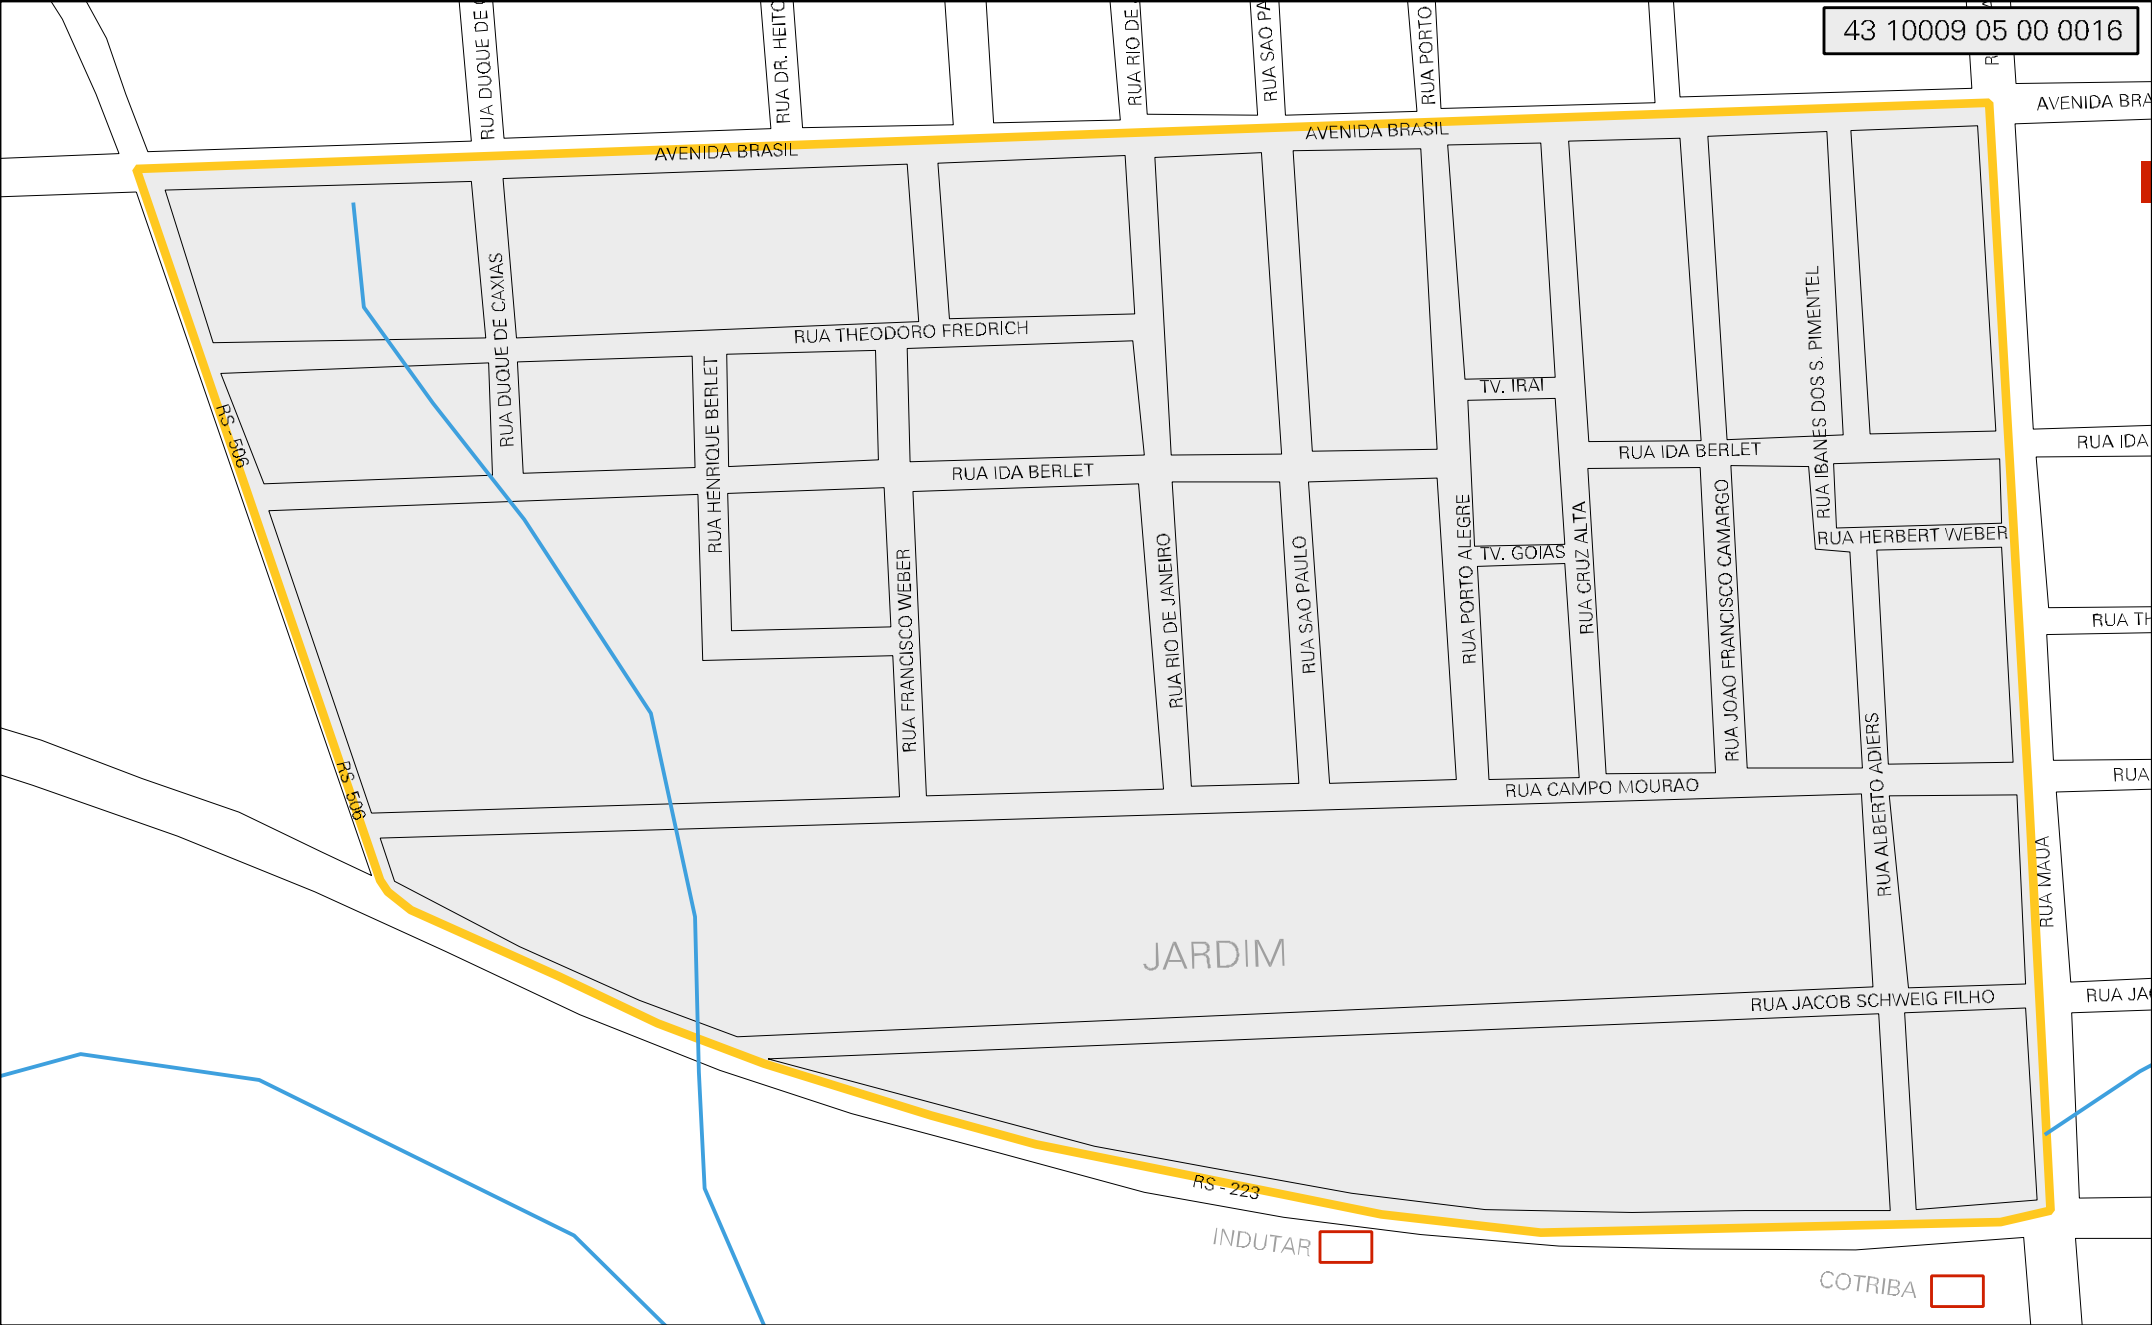 RUA DUQUE DE
RUA DR. HEITO
RUA RIO DE
RUA SAO PA
RUA PORTO
43 10009 05 00 0016
AVENIDA BRA
AVENIDA BRASIL
AVENIDA BRASIL
RUA DUQUE DE CAXIAS
RUA THEODORO FREDRICH
RUA HENRIQUE BERLET
TV. IRAI
RUA IBANES DOS S. PIMENTEL
RS - 506
RUA IDA BERLET
RUA IDA BERLET
RUA IDA
RUA PORTO ALEGRE
RUA CRUZ ALTA
RUA JOAO FRANCISCO CAMARGO
RUA HERBERT WEBER
TV. GOIAS
RUA FRANCISCO WEBER
RUA RIO DE JANEIRO
RUA SAO PAULO
RUA TH
RS 506
RUA CAMPO MOURAO
RUA ALBERTO ADIERS
RUA
RUA MAUA
JARDIM
RUA JACOB SCHWEIG FILHO
RUA JAC
RS - 223
INDUTAR
COTRIBA